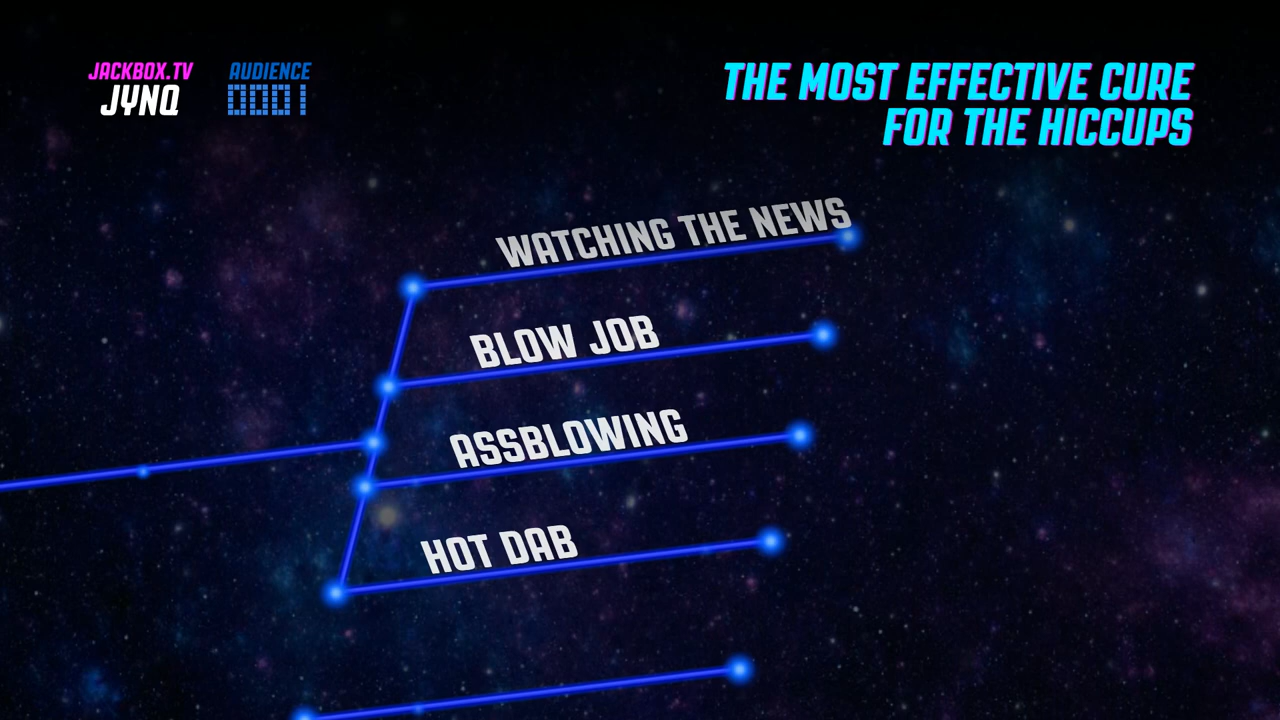 JACKBOX.TV
JYNQ
AUDIENCE
0001
THE MOST EFFECTIVE CURE
FOR THE HICCUPS
WATCHING THE NEWS
BLOW JOB
ASSBLOWING
HOT DAB